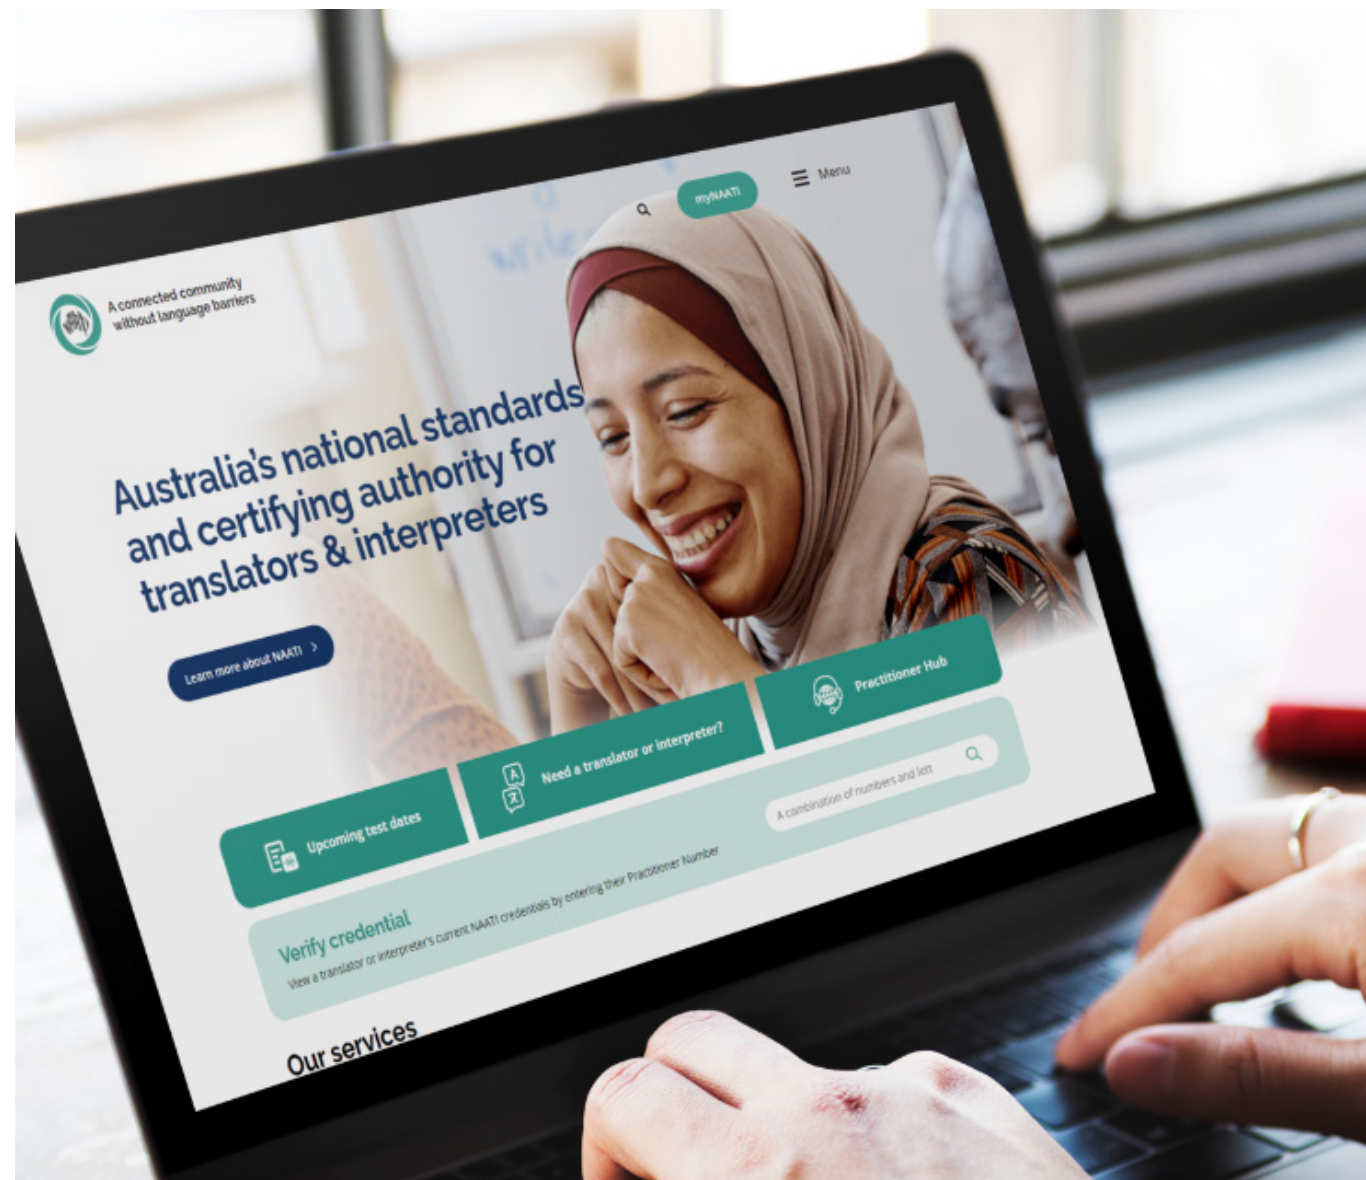 myNAATI
Menu
A connected community
without language barriers
Australia's national standards
and certifying authority for
translators & interpreters
Learn more about NAATI
Upcoming test dates
Need a translator or interpreter?
Practitioner Hub
Verify credential
View a translator or interpreter's current NAATI credentials by entering their Practitioner Number
A combination of numbers and lett
Our services